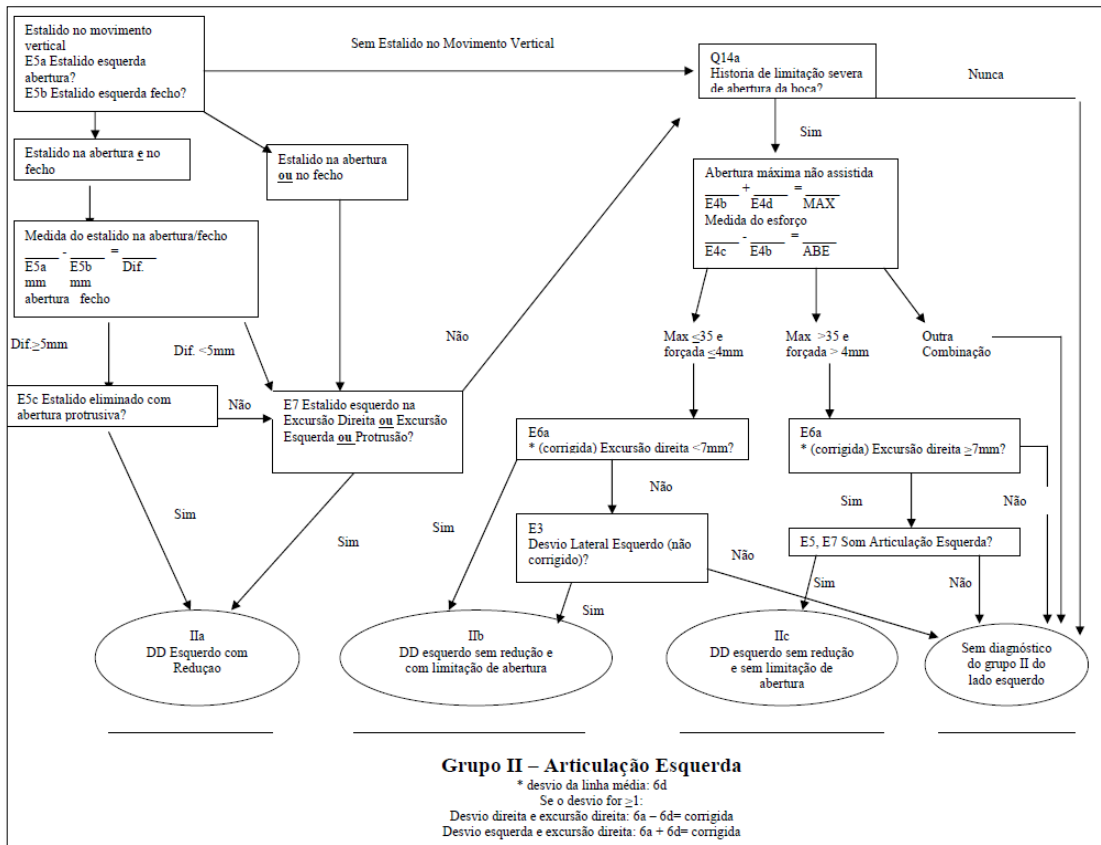 Estalido no movimento
vertical
E5a Estalido esquerda
abertura?
E5b Estalido esquerda fecho?
Sem Estalido no Movimento Vertical
Q14a
Historia de limitação severa
de abertura da boca?
Nunca
Sim
Estalido na abertura e no
fecho
Estalido na abertura
ou no fecho
Abertura máxima não assistida
____ + ____ = ____
E4b E4d MAX
Medida do esforço
____ - ____ = ____
E4c E4b ABE
Medida do estalido na abertura/fecho
____ - ____ = ____
E5a E5b Dif.
mm mm
abertura fecho
Dif.≥5mm
Dif. <5mm
Não
Max ≤35 e
forçada ≤4mm
Max >35 e
forçada > 4mm
Outra
Combinação
E5c Estalido eliminado com
abertura protrusiva?
Não
E7 Estalido esquerdo na
Excursão Direita ou Excursão
Esquerda ou Protrusão?
E6a
* (corrigida) Excursão direita <7mm?
E6a
* (corrigida) Excursão direita ≥7mm?
Sim
Sim
Sim
Não
Sim
Não
E3
Desvio Lateral Esquerdo (não
corrigido)?
E5, E7 Som Articulação Esquerda?
Não
Sim
Sim
Não
IIa
DD Esquerdo com
Reduçao
IIb
DD esquerdo sem redução e
com limitação de abertura
IIc
DD esquerdo sem redução
e sem limitação de
abertura
Sem diagnóstico
do grupo II do
lado esquerdo
Grupo II – Articulação Esquerda
* desvio da linha média: 6d
Se o desvio for ≥1:
Desvio direita e excursão direita: 6a – 6d= corrigida
Desvio esquerda e excursão direita: 6a + 6d= corrigida